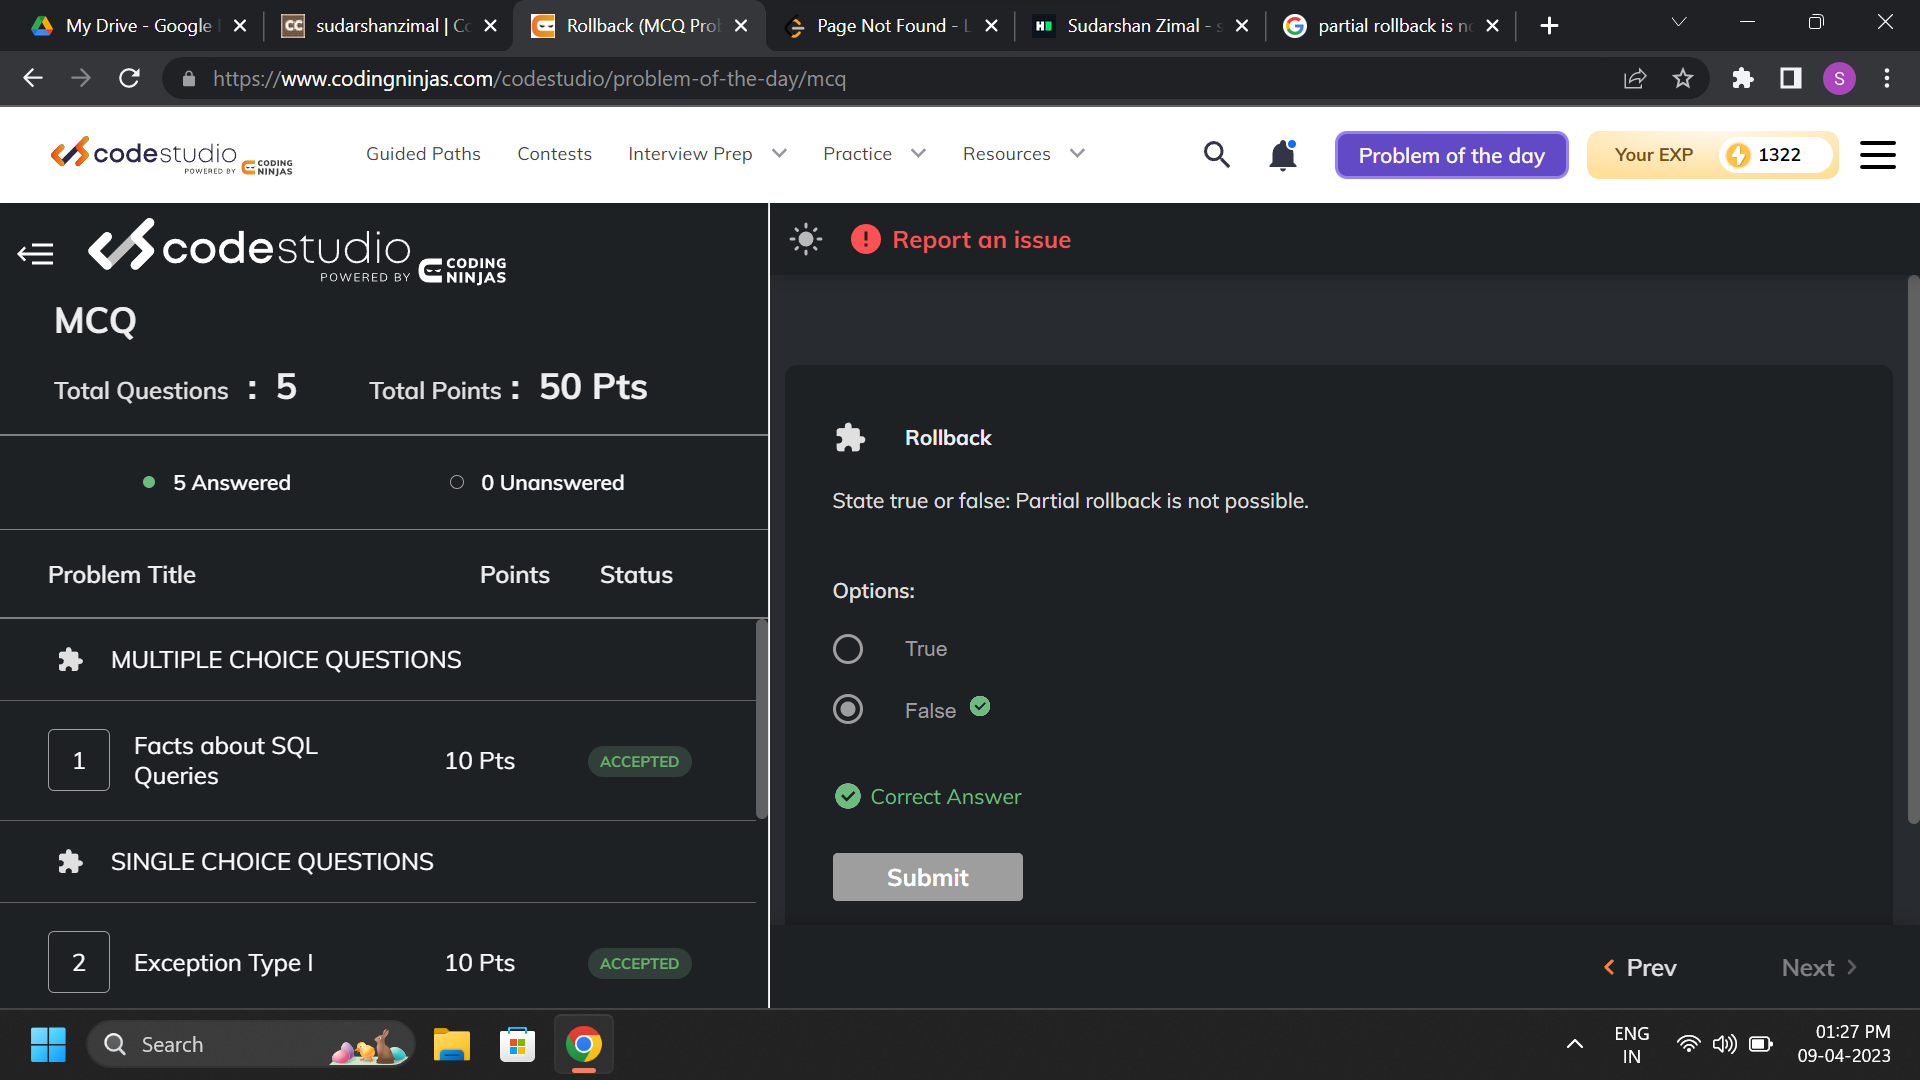 My Drive - Google
sudarshanzimal | Co
Rollback (MCQ Prob
Page Not Found - L
Sudarshan Zimal - s
partial rollback is no
https://www.codingninjas.com/codestudio/problem-of-the-day/mcq
S
codestudio
POWERED BY CODING NINJAS
Guided Paths
Contests
Interview Prep
Practice
Resources
Problem of the day
Your EXP
1322
codestudio
POWERED BY CODING NINJAS
Report an issue
MCQ
Total Questions : 5
Total Points : 50 Pts
5 Answered
0 Unanswered
Problem Title
Points
Status
MULTIPLE CHOICE QUESTIONS
1
Facts about SQL
Queries
10 Pts
ACCEPTED
SINGLE CHOICE QUESTIONS
2
Exception Type I
10 Pts
ACCEPTED
Rollback
State true or false: Partial rollback is not possible.
Options:
True
False
Correct Answer
Submit
Prev
Next
Search
ENG
IN
01:27 PM
09-04-2023